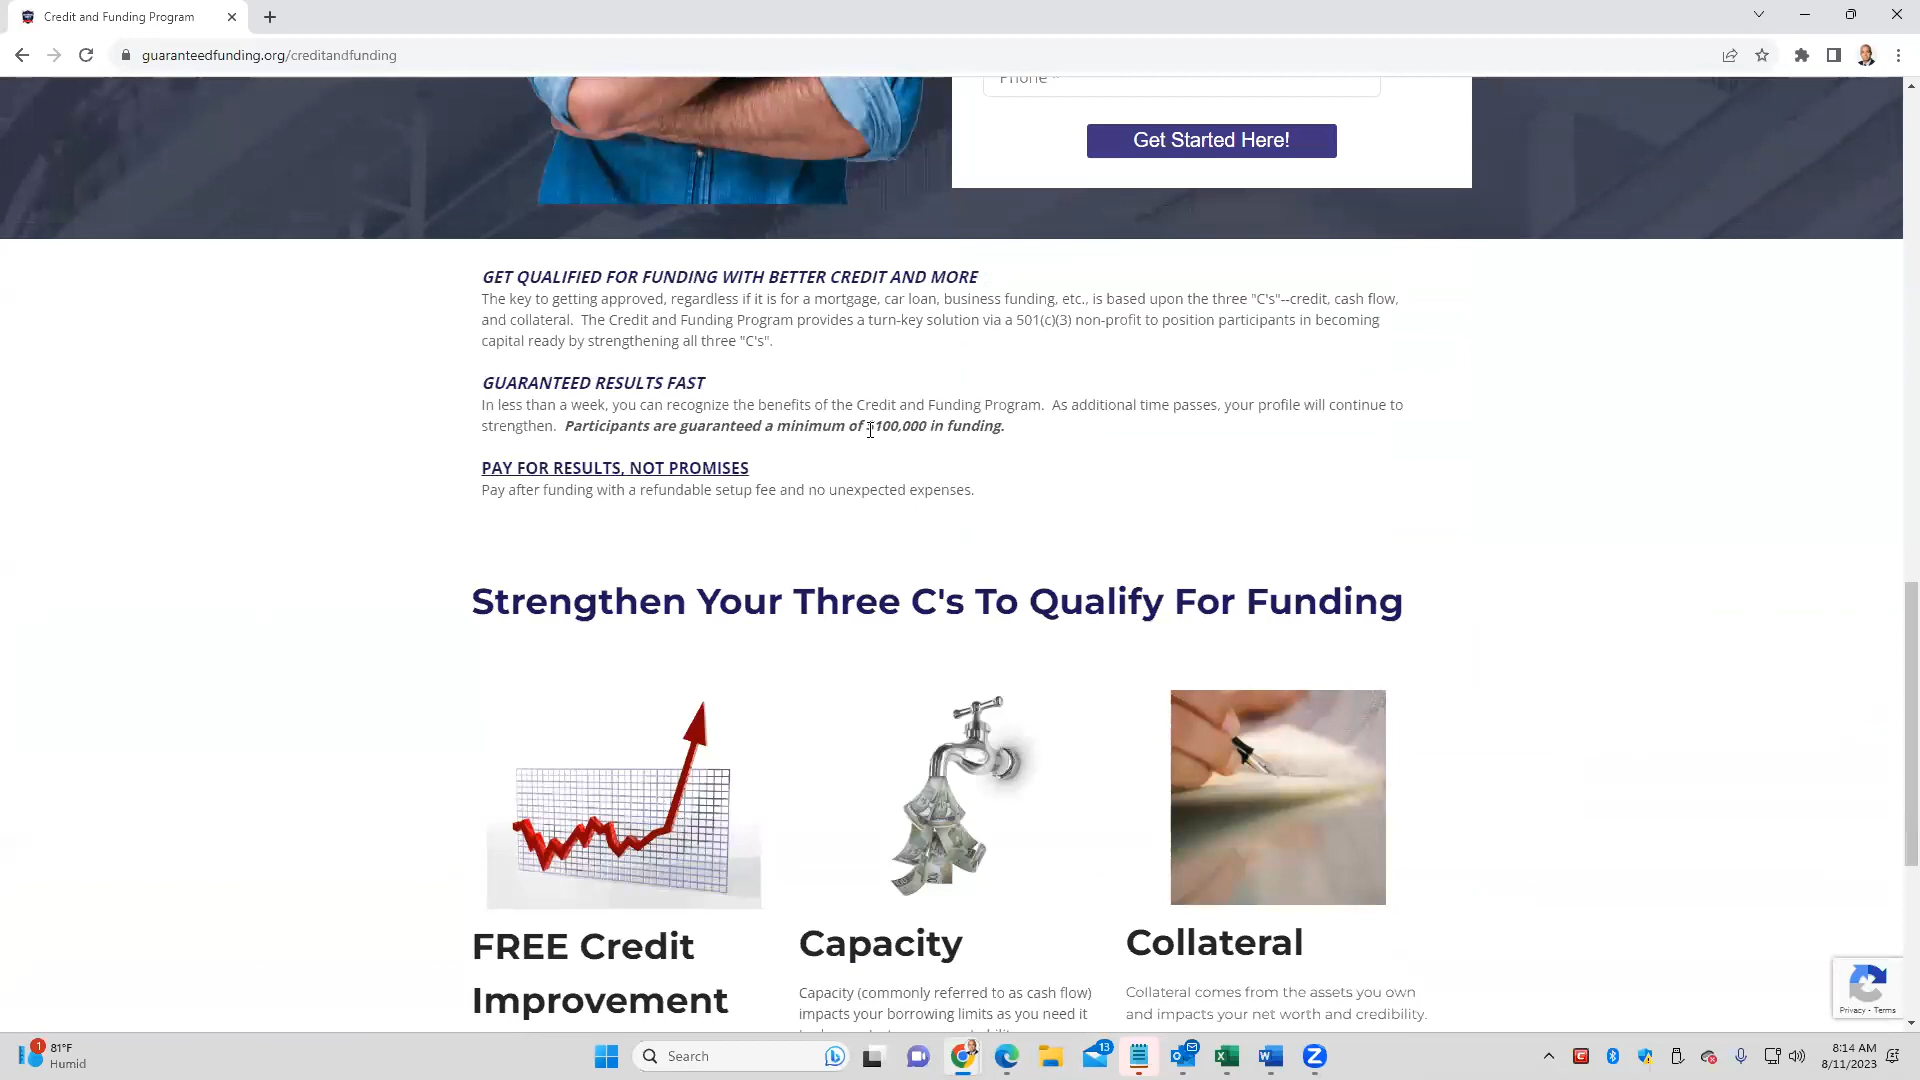 Credit and Funding Program
guaranteedfunding.org/creditandfunding
Phone *
Get Started Here!
GET QUALIFIED FOR FUNDING WITH BETTER CREDIT AND MORE
The key to getting approved, regardless if it is for a mortgage, car loan, business funding, etc., is based upon the three "C's"--credit, cash flow,
and collateral. The Credit and Funding Program provides a turn-key solution via a 501(c)(3) non-profit to position participants in becoming
capital ready by strengthening all three "C's".
GUARANTEED RESULTS FAST
In less than a week, you can recognize the benefits of the Credit and Funding Program. As additional time passes, your profile will continue to
strengthen. Participants are guaranteed a minimum of $100,000 in funding.
PAY FOR RESULTS, NOT PROMISES
Pay after funding with a refundable setup fee and no unexpected expenses.
Strengthen Your Three C's To Qualify For Funding
FREE Credit
Improvement
Capacity
Capacity (commonly referred to as cash flow)
impacts your borrowing limits as you need it
Collateral
Collateral comes from the assets you own
and impacts your net worth and credibility.
Privacy - Terms
1
81°F
Humid
Search
13
8:14 AM
8/11/2023